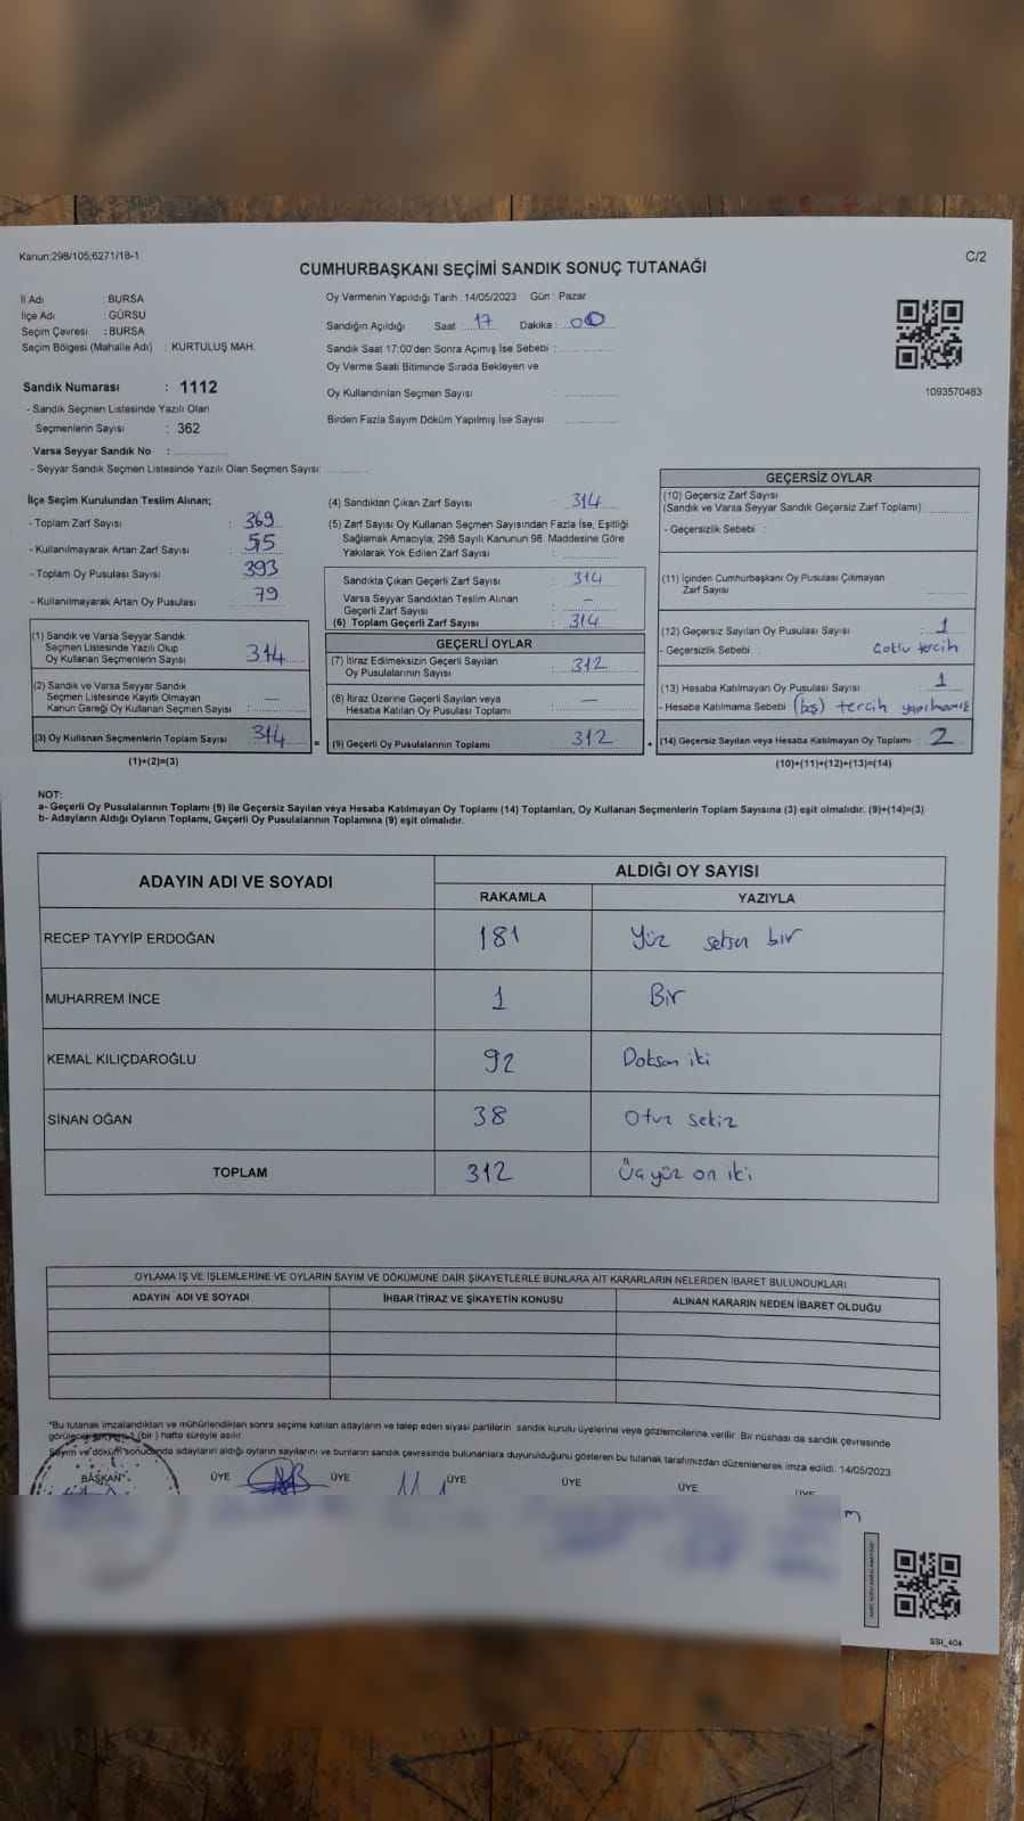 Kanun:298/105;6271/18-1
C/2
CUMHURBAŞKANI SEÇİMİ SANDIK SONUÇ TUTANAĞI
İl Adı : BURSA
İlçe Adı : GÜRSU
Seçim Çevresi : BURSA
Seçim Bölgesi (Mahalle Adı) : KURTULUŞ MAH.
Sandık Numarası : 1112
- Sandık Seçmen Listesinde Yazılı Olan
Seçmenlerin Sayısı : 362
Varsa Seyyar Sandık No :
- Seyyar Sandık Seçmen Listesinde Yazılı Olan Seçmen Sayısı:
Oy Vermenin Yapıldığı Tarih : 14/05/2023 Gün : Pazar
Sandığın Açıldığı Saat : 17 Dakika : 00
Sandık Saat 17:00'den Sonra Açımış İse Sebebi :
Oy Verme Saati Bitiminde Sırada Bekleyen ve
Oy Kullandırılan Seçmen Sayısı :
Birden Fazla Sayım Döküm Yapılmış İse Sayısı :
1093570483
İlçe Seçim Kurulundan Teslim Alınan;
- Toplam Zarf Sayısı : 369
- Kullanılmayarak Artan Zarf Sayısı : 55
- Toplam Oy Pusulası Sayısı : 393
- Kullanılmayarak Artan Oy Pusulası : 79
(1) Sandık ve Varsa Seyyar Sandık
Seçmen Listesinde Yazılı Olup
Oy Kullanan Seçmenlerin Sayısı : 314
(2) Sandık ve Varsa Seyyar Sandık
Seçmen Listesinde Kayıtlı Olmayan
Kanun Gereği Oy Kullanan Seçmen Sayısı : —
(3) Oy Kullanan Seçmenlerin Toplam Sayısı : 314
(1)+(2)=(3)
(4) Sandıktan Çıkan Zarf Sayısı : 314
(5) Zarf Sayısı Oy Kullanan Seçmen Sayısından Fazla İse, Eşitliği
Sağlamak Amacıyla, 298 Sayılı Kanunun 98. Maddesine Göre
Yakılarak Yok Edilen Zarf Sayısı :
Sandıkta Çıkan Geçerli Zarf Sayısı : 314
Varsa Seyyar Sandıktan Teslim Alınan
Geçerli Zarf Sayısı : —
(6) Toplam Geçerli Zarf Sayısı : 314
GEÇERLİ OYLAR
(7) İtiraz Edilmeksizin Geçerli Sayılan
Oy Pusulalarının Sayısı : 312
(8) İtiraz Üzerine Geçerli Sayılan veya
Hesaba Katılan Oy Pusulası Toplamı : —
= (9) Geçerli Oy Pusulalarının Toplamı : 312
GEÇERSİZ OYLAR
(10) Geçersiz Zarf Sayısı
(Sandık ve Varsa Seyyar Sandık Geçersiz Zarf Toplamı)
- Geçersizlik Sebebi :
(11) İçinden Cumhurbaşkanı Oy Pusulası Çıkmayan
Zarf Sayısı
(12) Geçersiz Sayılan Oy Pusulası Sayısı : 1
- Geçersizlik Sebebi : Çoklu tercih
(13) Hesaba Katılmayan Oy Pusulası Sayısı : 1
- Hesaba Katılmama Sebebi (boş) tercih yapılmamış
+ (14) Geçersiz Sayılan veya Hesaba Katılmayan Oy Toplamı : 2
(10)+(11)+(12)+(13)=(14)
NOT:
a- Geçerli Oy Pusulalarının Toplamı (9) ile Geçersiz Sayılan veya Hesaba Katılmayan Oy Toplamı (14) Toplamları, Oy Kullanan Seçmenlerin Toplam Sayısına (3) eşit olmalıdır. (9)+(14)=(3)
b- Adayların Aldığı Oyların Toplamı, Geçerli Oy Pusulalarının Toplamına (9) eşit olmalıdır.
ADAYIN ADI VE SOYADI ALDIĞI OY SAYISI
RAKAMLA YAZIYLA
RECEP TAYYİP ERDOĞAN 181 Yüz seksen bir
MUHARREM İNCE 1 Bir
KEMAL KILIÇDAROĞLU 92 Doksan iki
SİNAN OĞAN 38 Otuz sekiz
TOPLAM 312 Üçyüz on iki
OYLAMA İŞ VE İŞLEMLERİNE VE OYLARIN SAYIM VE DÖKÜMÜNE DAİR ŞİKAYETLERLE BUNLARA AİT KARARLARIN NELERDEN İBARET BULUNDUKLARI
ADAYIN ADI VE SOYADI İHBAR İTİRAZ VE ŞİKAYETİN KONUSU ALINAN KARARIN NEDEN İBARET OLDUĞU
*Bu tutanak imzalandıktan ve mühürlendikten sonra seçime katılan adayların ve talep eden siyasi partilerin sandık kurulu üyelerine veya gözlemcilerine verilir. Bir nüshası da sandık çevresinde
(bir) hafta süreyle asılır.
Sayım ve döküm sonucunda adayların aldığı oyların sayılarını ve bunların sandık çevresinde bulunanlara duyurulduğunu gösteren bu tutanak tarafımızdan düzenlenerek imza edildi. 14/05/2023
BAŞKAN ÜYE ÜYE ÜYE ÜYE ÜYE ÜYE
SSI_404